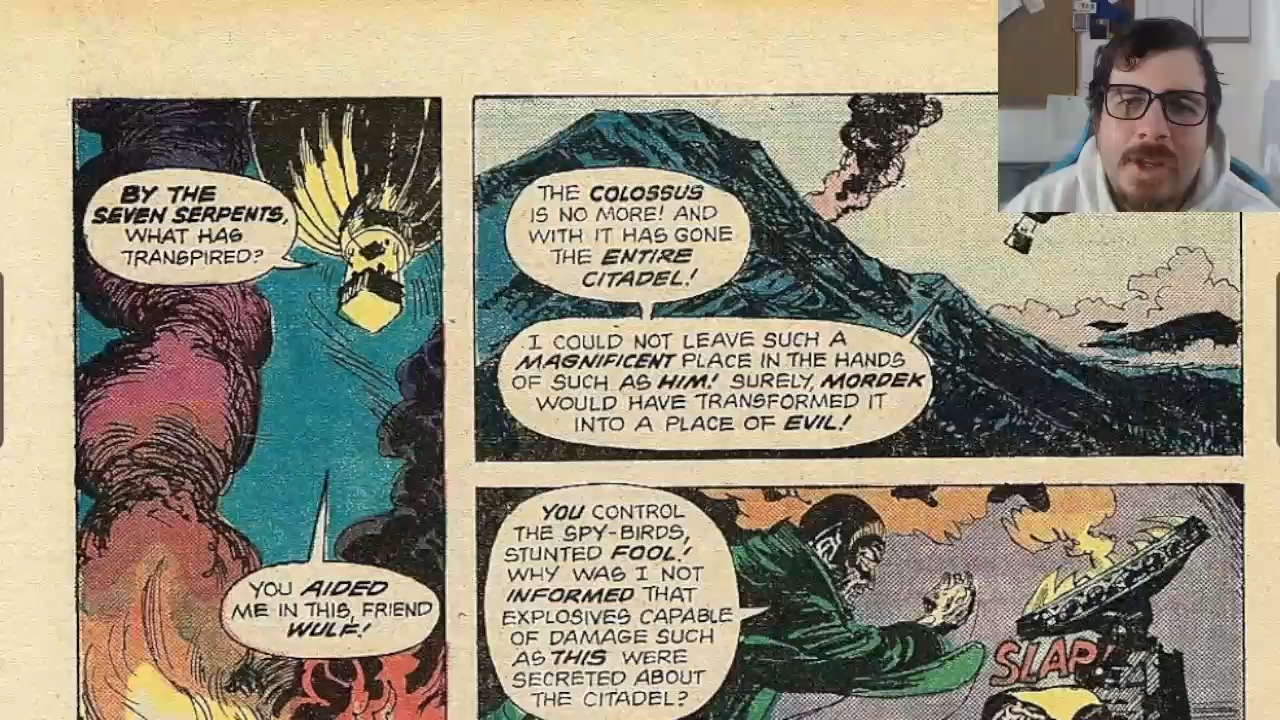 BY THE
SEVEN SERPENTS,
WHAT HAS
TRANSPIRED?
YOU AIDED
ME IN THIS, FRIEND
WULF!
THE COLOSSUS
IS NO MORE! AND
WITH IT HAS GONE
THE ENTIRE
CITADEL!
I COULD NOT LEAVE SUCH A
MAGNIFICENT PLACE IN THE HANDS
OF SUCH AS HIM! SURELY, MORDEK
WOULD HAVE TRANSFORMED IT
INTO A PLACE OF EVIL!
YOU CONTROL
THE SPY-BIRDS,
STUNTED FOOL!
WHY WAS I NOT
INFORMED THAT
EXPLOSIVES CAPABLE
OF DAMAGE SUCH
AS THIS WERE
SECRETED ABOUT
THE CITADEL?
SLAP!